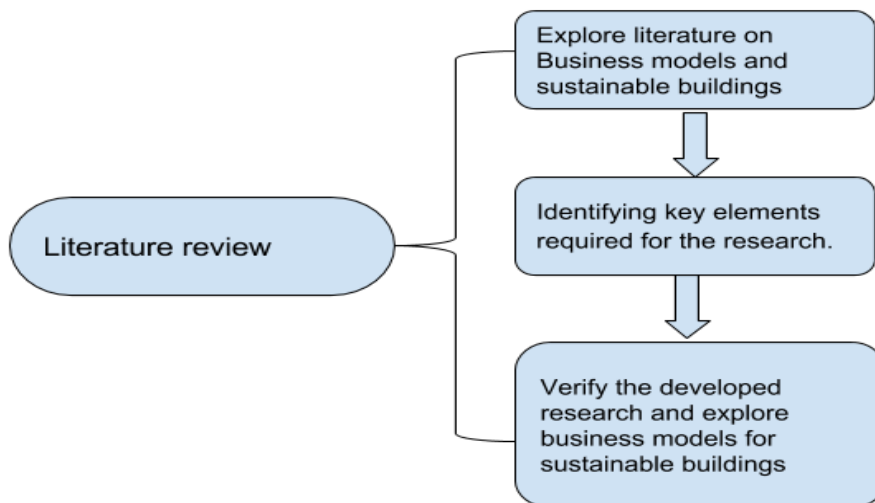 Explore literature on
Business models and
sustainable buildings
Literature review
Identifying key elements
required for the research.
Verify the developed
research and explore
business models for
sustainable buildings